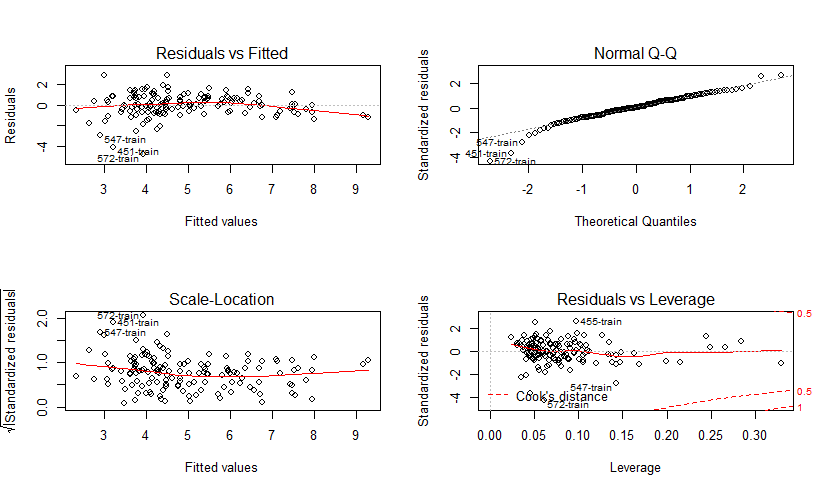 Residuals vs Fitted
Residuals
2
0
-4
547-train
451-train
572-train
3 4 5 6 7 8 9
Fitted values
Normal Q-Q
Standardized residuals
2
0
-2
-4
547-train
451-train
572-train
-2 -1 0 1 2
Theoretical Quantiles
Scale-Location
√|Standardized residuals|
2.0
1.0
0.0
572-train
451-train
547-train
3 4 5 6 7 8 9
Fitted values
Residuals vs Leverage
Standardized residuals
2
0
-2
-4
455-train
547-train
Cook's distance
572-train
0.5
0.5
1
0.00 0.05 0.10 0.15 0.20 0.25 0.30
Leverage